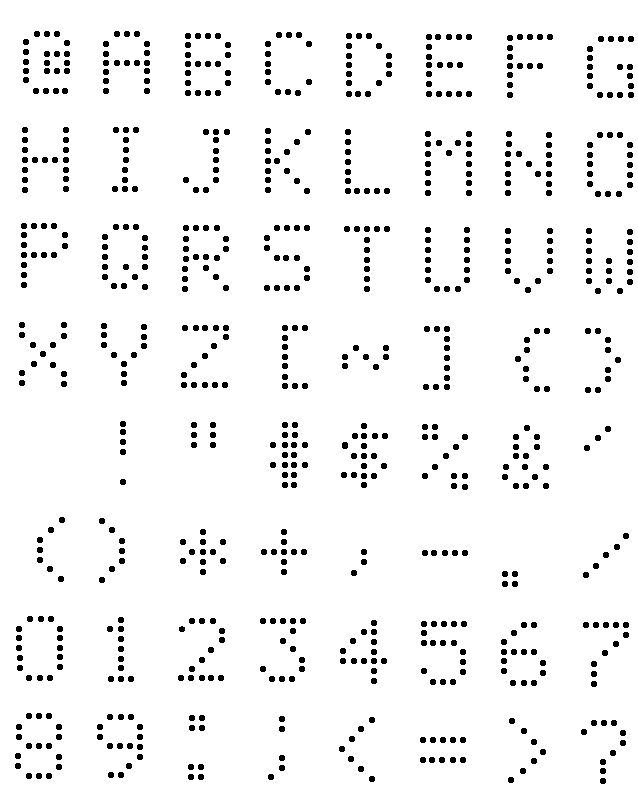 @ A B C D E F G
H I J K L M N O
P Q R S T U V W
X Y Z [ ~ ] { }
! " # $ % & '
( ) * + , - . /
0 1 2 3 4 5 6 7
8 9 : ; < = > ?